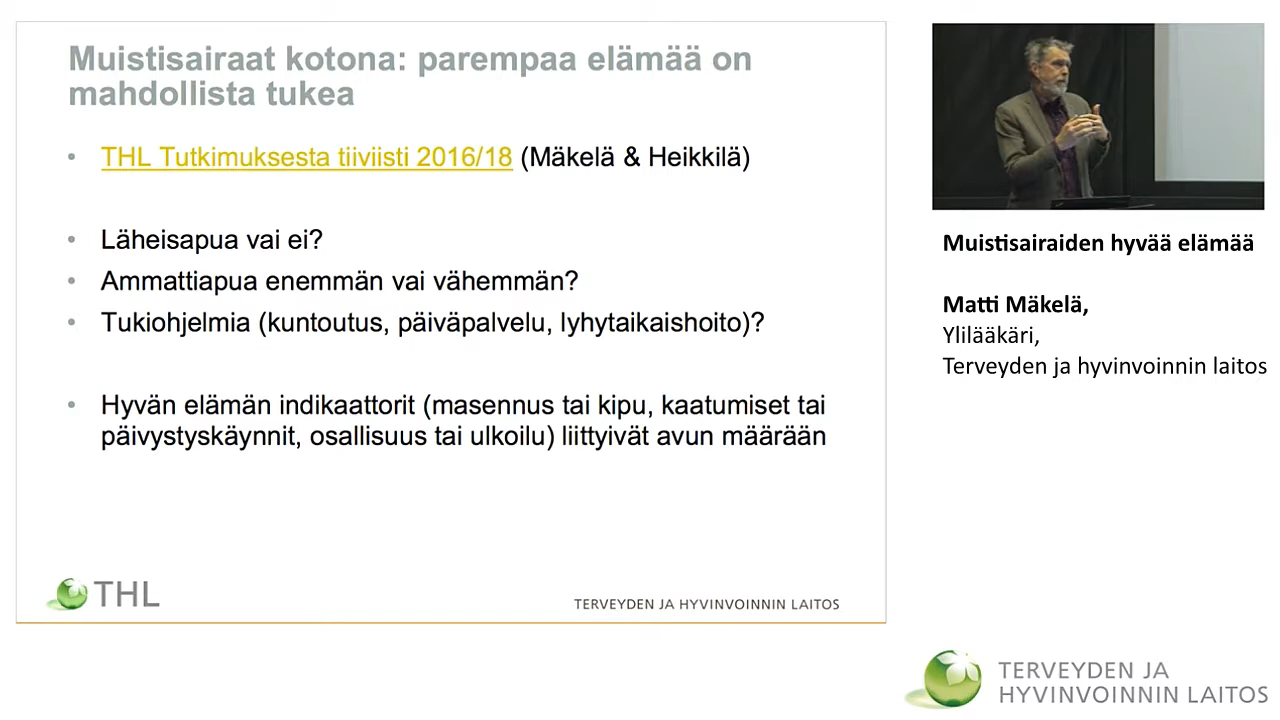 Muistisairaat kotona: parempaa elämää on
mahdollista tukea
• THL Tutkimuksesta tiiviisti 2016/18 (Mäkelä & Heikkilä)
• Läheisapua vai ei?
• Ammattiapua enemmän vai vähemmän?
• Tukiohjelmia (kuntoutus, päiväpalvelu, lyhytaikaishoito)?
• Hyvän elämän indikaattorit (masennus tai kipu, kaatumiset tai
päivystyskäynnit, osallisuus tai ulkoilu) liittyivät avun määrään
THL
TERVEYDEN JA HYVINVOINNIN LAITOS
Muistisairaiden hyvää elämää
Matti Mäkelä,
Ylilääkäri,
Terveyden ja hyvinvoinnin laitos
TERVEYDEN JA
HYVINVOINNIN LAITOS